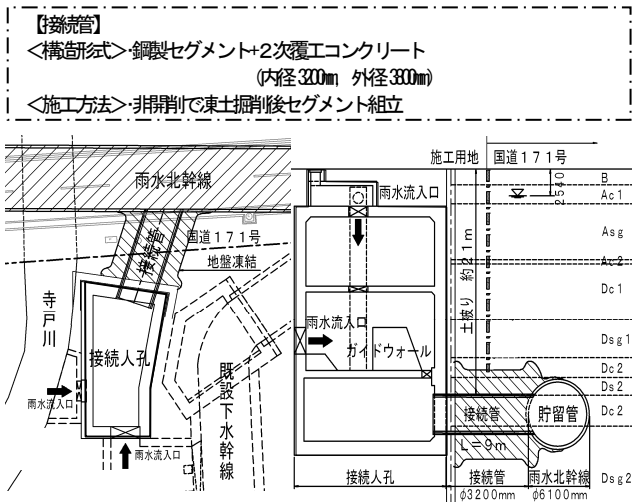 【接続管】
＜構造形式＞･鋼製セグメント+2次覆エコンクリート
(内径3200mm, 外径3800mm)
＜施工方法＞･非開削で凍土掘削後セグメント組立
雨水北幹線
接続管
国道171号
地盤凍結
寺戸川
接続人孔
既設下水幹線
雨水流入口
雨水流入口
施工用地
国道171号
雨水流入口
2540
B
Ac1
Asg
Ac2
Dc1
Dsg1
Dc2
Ds2
Dc2
Dsg2
土被り 約21m
雨水流入口
ガイドウォール
接続管
L=9m
貯留管
接続人孔
接続管
雨水北幹線
φ3200mm
φ6100mm